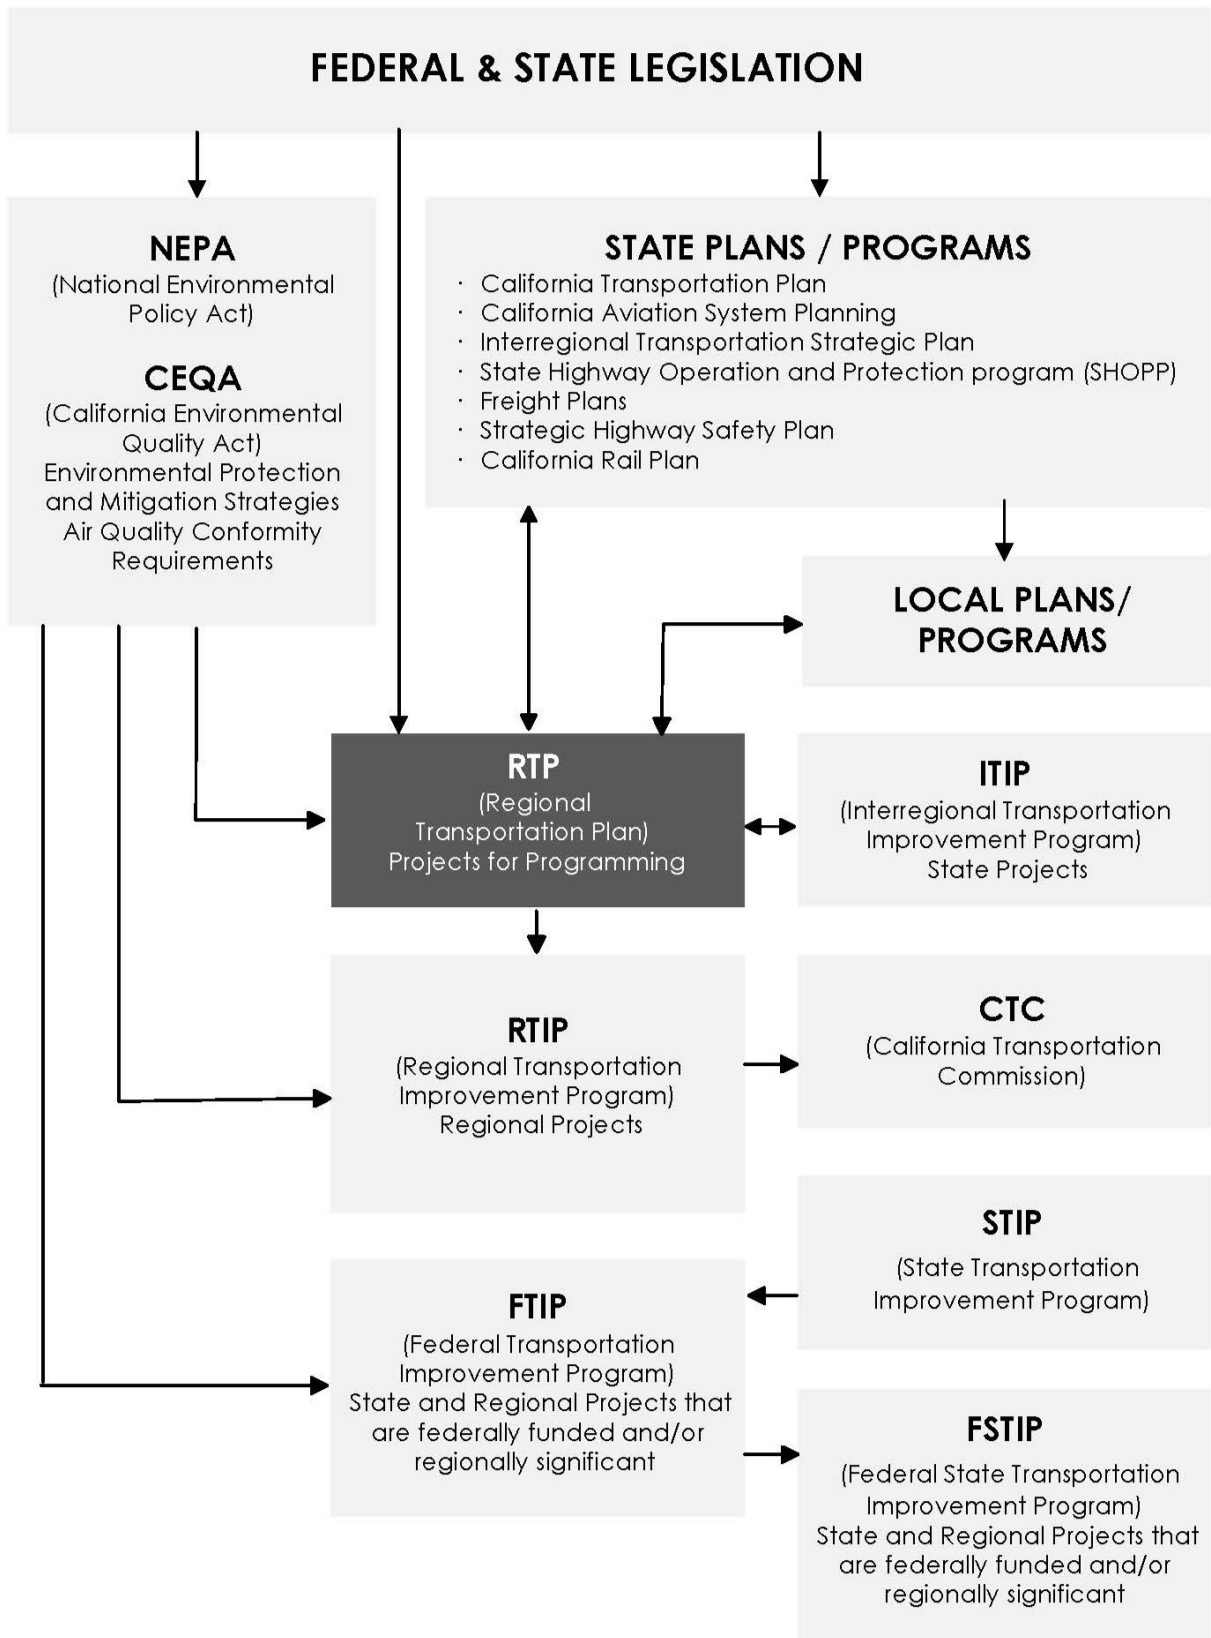 FEDERAL & STATE LEGISLATION
NEPA
(National Environmental
Policy Act)
CEQA
(California Environmental
Quality Act)
Environmental Protection
and Mitigation Strategies
Air Quality Conformity
Requirements
STATE PLANS / PROGRAMS
· California Transportation Plan
· California Aviation System Planning
· Interregional Transportation Strategic Plan
· State Highway Operation and Protection program (SHOPP)
· Freight Plans
· Strategic Highway Safety Plan
· California Rail Plan
LOCAL PLANS/
PROGRAMS
RTP
(Regional
Transportation Plan)
Projects for Programming
ITIP
(Interregional Transportation
Improvement Program)
State Projects
RTIP
(Regional Transportation
Improvement Program)
Regional Projects
CTC
(California Transportation
Commission)
STIP
(State Transportation
Improvement Program)
FTIP
(Federal Transportation
Improvement Program)
State and Regional Projects that
are federally funded and/or
regionally significant
FSTIP
(Federal State Transportation
Improvement Program)
State and Regional Projects that
are federally funded and/or
regionally significant